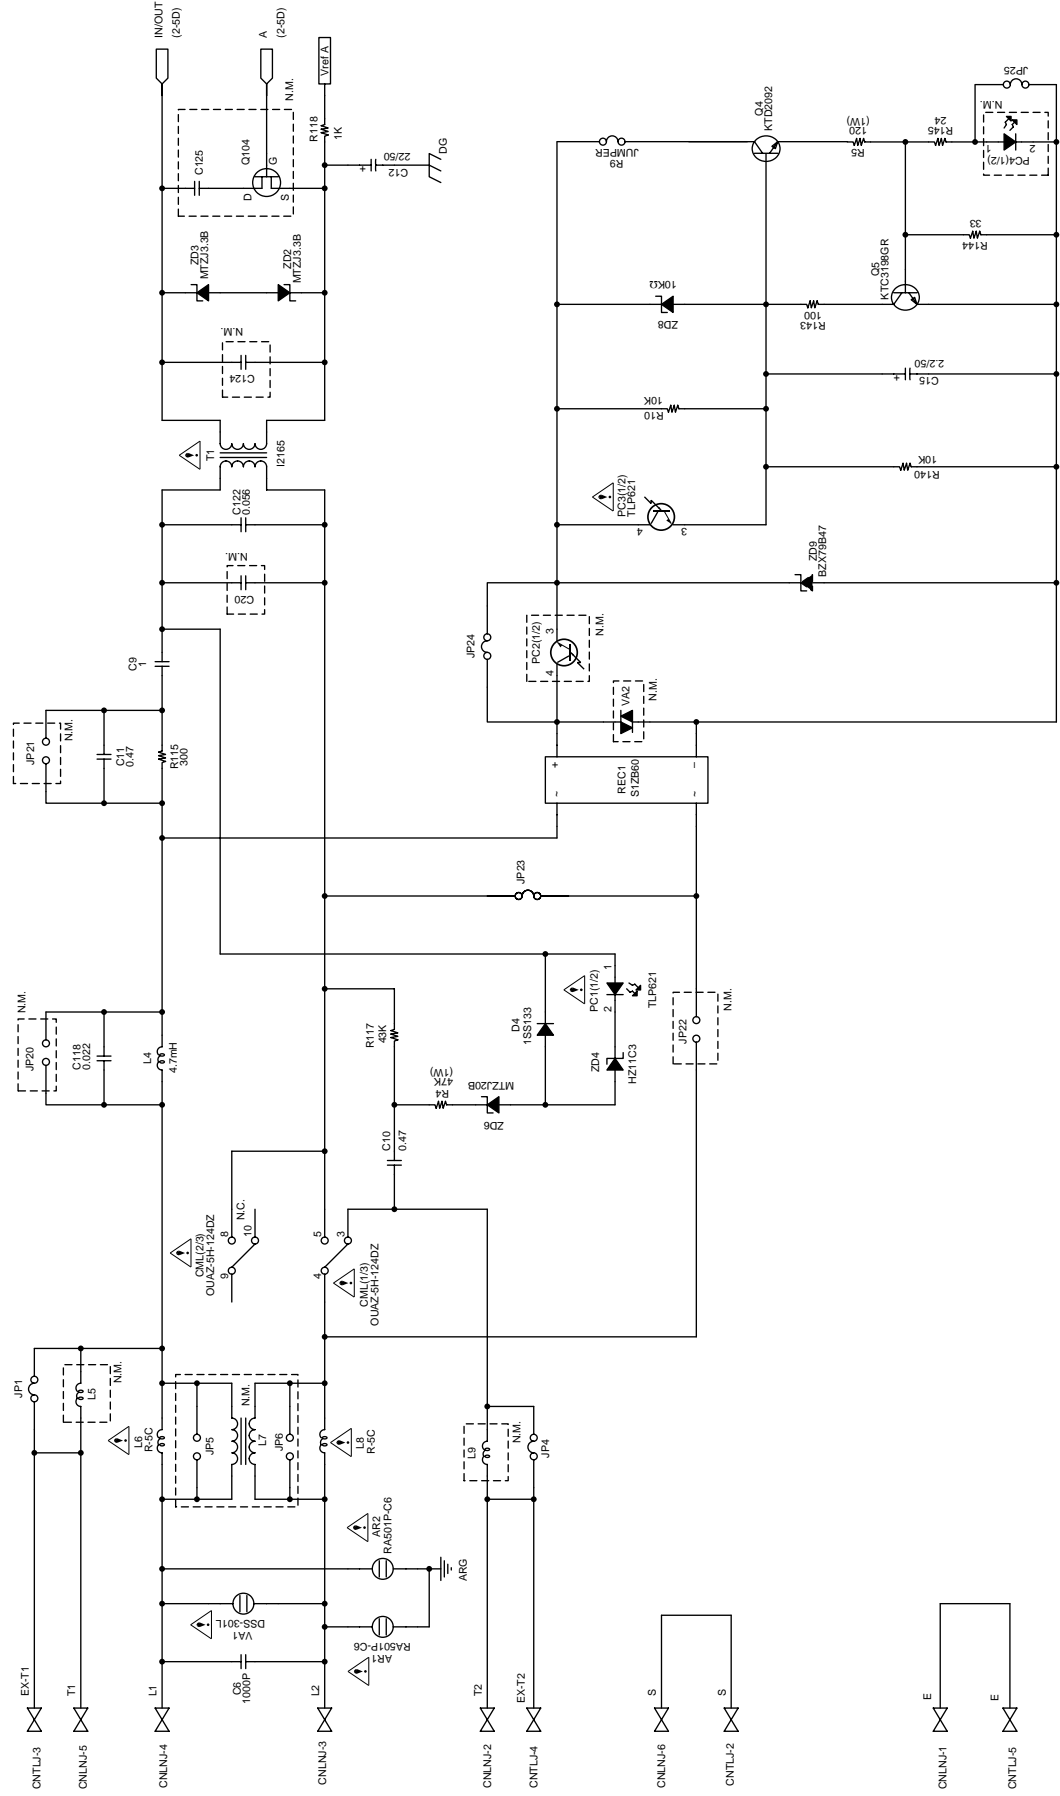 IN/OUT
(2-5D)
A
(2-5D)
Vref A
N.M.
C125
Q104
D
G
S
R118
1K
C12
22/50
+
DG
ZD3
MTZJ3.3B
ZD2
MTZJ3.3B
N.M.
C124
T1
I2165
C122
0.056
N.M.
C20
C9
1
JP21
N.M.
C11
0.47
R115
300
JP20
N.M.
C118
0.022
L4
4.7mH
JP23
R117
43K
R4
47K
(1W)
MTZJ20B
ZD6
C10
0.47
D4
1SS133
PC1(1/2)
1
2
TLP621
ZD4
HZ11C3
JP22
N.M.
CML(2/3)
OUAZ-5H-124DZ
8
9
10
N.C.
5
3
4
CML(1/3)
OUAZ-5H-124DZ
JP24
PC2(1/2)
4
3
N.M.
VA2
N.M.
REC1
S1ZB60
+
~
−
~
ZD9
BZX79B47
PC3(1/2)
TLP621
4
3
R140
10K
R10
10K
C15
2.2/50
+
ZD8
10KΩ
R143
100
Q5
KTC3198GR
R144
33
R9
JUMPER
Q4
KTD2092
R5
120
(1W)
R145
24
N.M.
PC4(1/2)
1
2
JP25
JP1
L5
N.M.
L6
R-5C
JP5
N.M.
L7
JP6
L8
R-5C
L9
N.M.
JP4
AR2
RA501P-C6
ARG
VA1
DSS-301L
AR1
RA501P-C6
C6
1000P
EX-T1
CNTLJ-3
T1
CNLNJ-5
L1
CNLNJ-4
L2
CNLNJ-3
T2
CNLNJ-2
EX-T2
CNTLJ-4
S
CNLNJ-6
S
CNTLJ-2
E
CNLNJ-1
E
CNTLJ-5